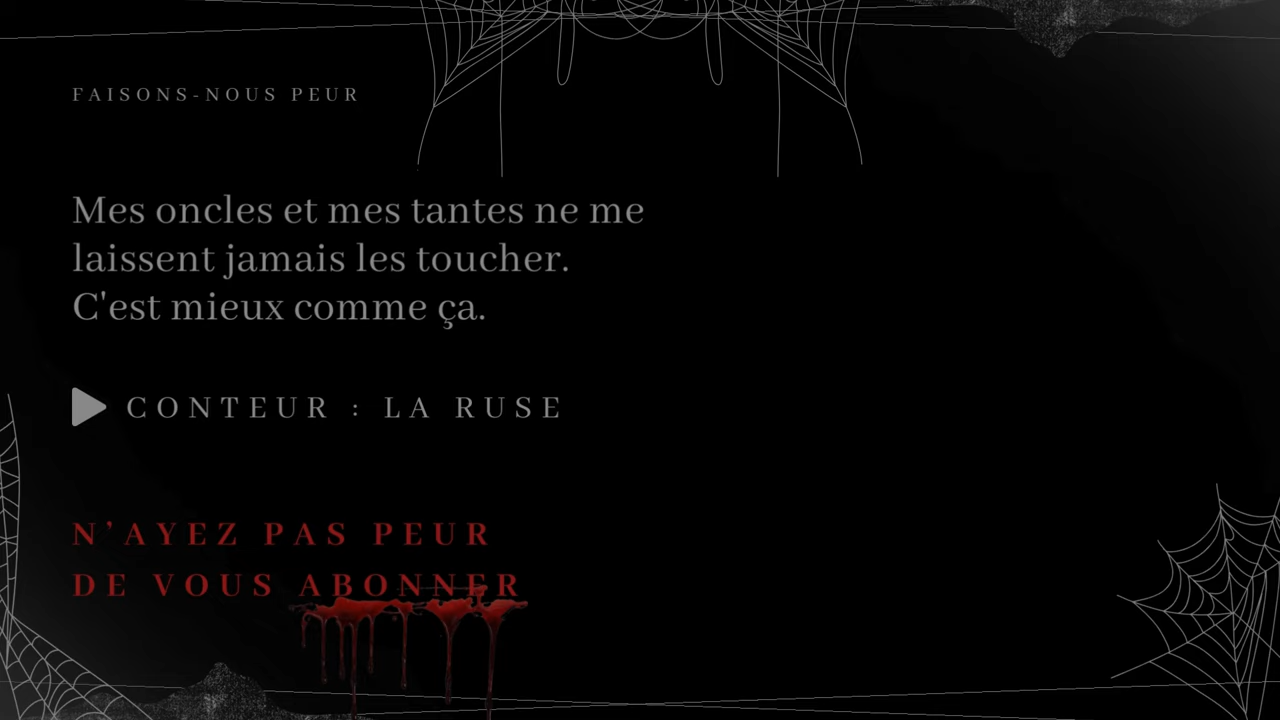 FAISONS-NOUS PEUR
Mes oncles et mes tantes ne me
laissent jamais les toucher.
C'est mieux comme ça.
CONTEUR : LA RUSE
N’AYEZ PAS PEUR
DE VOUS ABONNER